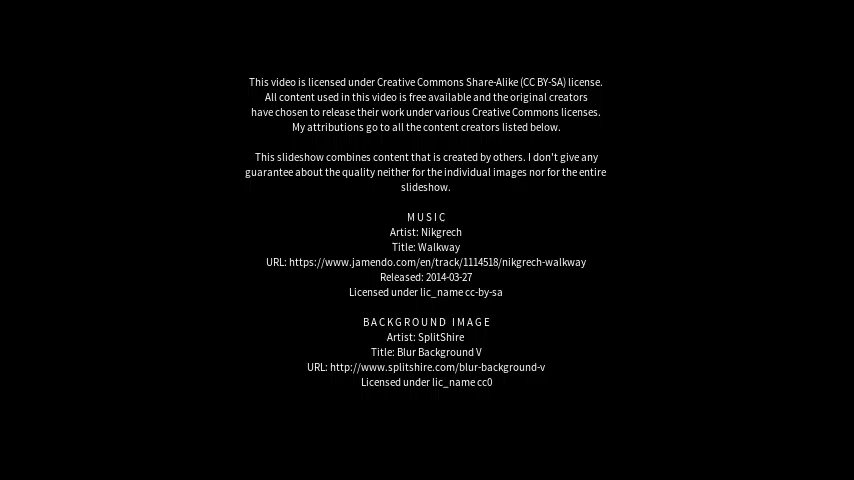 This video is licensed under Creative Commons Share-Alike (CC BY-SA) license.
All content used in this video is free available and the original creators
have chosen to release their work under various Creative Commons licenses.
My attributions go to all the content creators listed below.
This slideshow combines content that is created by others. I don't give any
guarantee about the quality neither for the individual images nor for the entire
slideshow.
MUSIC
Artist: Nikgrech
Title: Walkway
URL: https://www.jamendo.com/en/track/1114518/nikgrech-walkway
Released: 2014-03-27
Licensed under lic_name cc-by-sa
BACKGROUND IMAGE
Artist: SplitShire
Title: Blur Background V
URL: http://www.splitshire.com/blur-background-v
Licensed under lic_name cc0